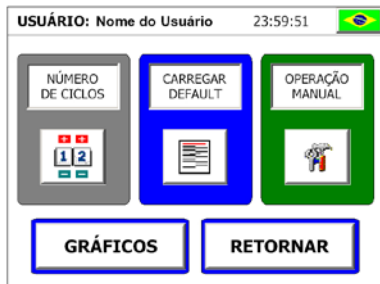 USUÁRIO: Nome do Usuário 23:59:51
NÚMERO
DE CICLOS
CARREGAR
DEFAULT
OPERAÇÃO
MANUAL
1 2
GRÁFICOS
RETORNAR